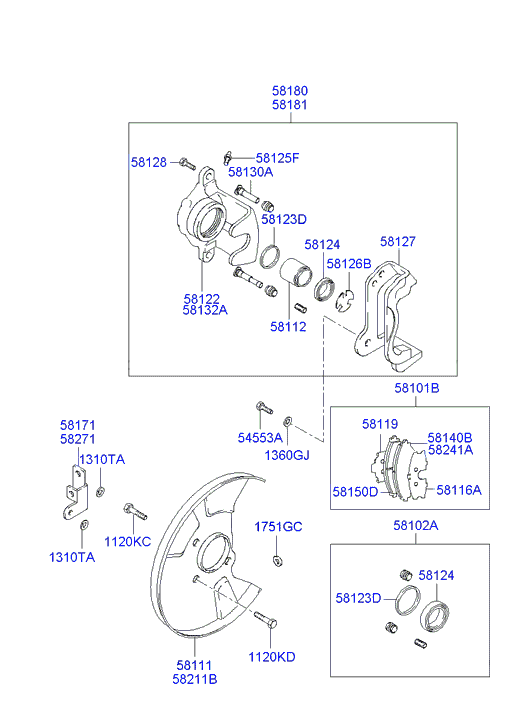 58180
58181
58128
58125F
58130A
58123D
58124
58127
58126B
58122
58132A
58112
58101B
54553A
1360GJ
58119
58140B
58241A
58150D
58116A
58171
58271
1310TA
1310TA
1120KC
1751GC
58102A
58124
58123D
1120KD
58111
58211B